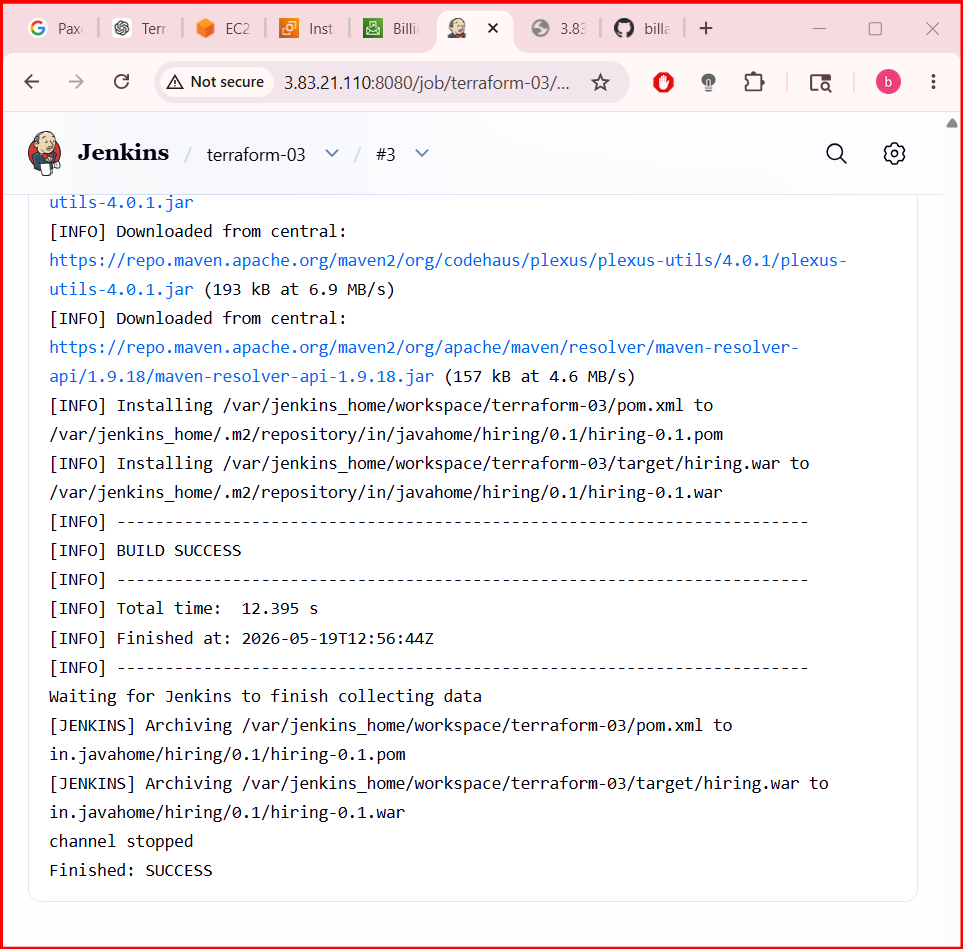 Pax
Terr
EC2
Inst
Billi
3.83
billa
Not secure
3.83.21.110:8080/job/terraform-03/...
b
Jenkins / terraform-03 / #3
utils-4.0.1.jar
[INFO] Downloaded from central:
https://repo.maven.apache.org/maven2/org/codehaus/plexus/plexus-utils/4.0.1/plexus-
utils-4.0.1.jar (193 kB at 6.9 MB/s)
[INFO] Downloaded from central:
https://repo.maven.apache.org/maven2/org/apache/maven/resolver/maven-resolver-
api/1.9.18/maven-resolver-api-1.9.18.jar (157 kB at 4.6 MB/s)
[INFO] Installing /var/jenkins_home/workspace/terraform-03/pom.xml to
/var/jenkins_home/.m2/repository/in/javahome/hiring/0.1/hiring-0.1.pom
[INFO] Installing /var/jenkins_home/workspace/terraform-03/target/hiring.war to
/var/jenkins_home/.m2/repository/in/javahome/hiring/0.1/hiring-0.1.war
[INFO] ------------------------------------------------------------------------
[INFO] BUILD SUCCESS
[INFO] ------------------------------------------------------------------------
[INFO] Total time:  12.395 s
[INFO] Finished at: 2026-05-19T12:56:44Z
[INFO] ------------------------------------------------------------------------
Waiting for Jenkins to finish collecting data
[JENKINS] Archiving /var/jenkins_home/workspace/terraform-03/pom.xml to
in.javahome/hiring/0.1/hiring-0.1.pom
[JENKINS] Archiving /var/jenkins_home/workspace/terraform-03/target/hiring.war to
in.javahome/hiring/0.1/hiring-0.1.war
channel stopped
Finished: SUCCESS